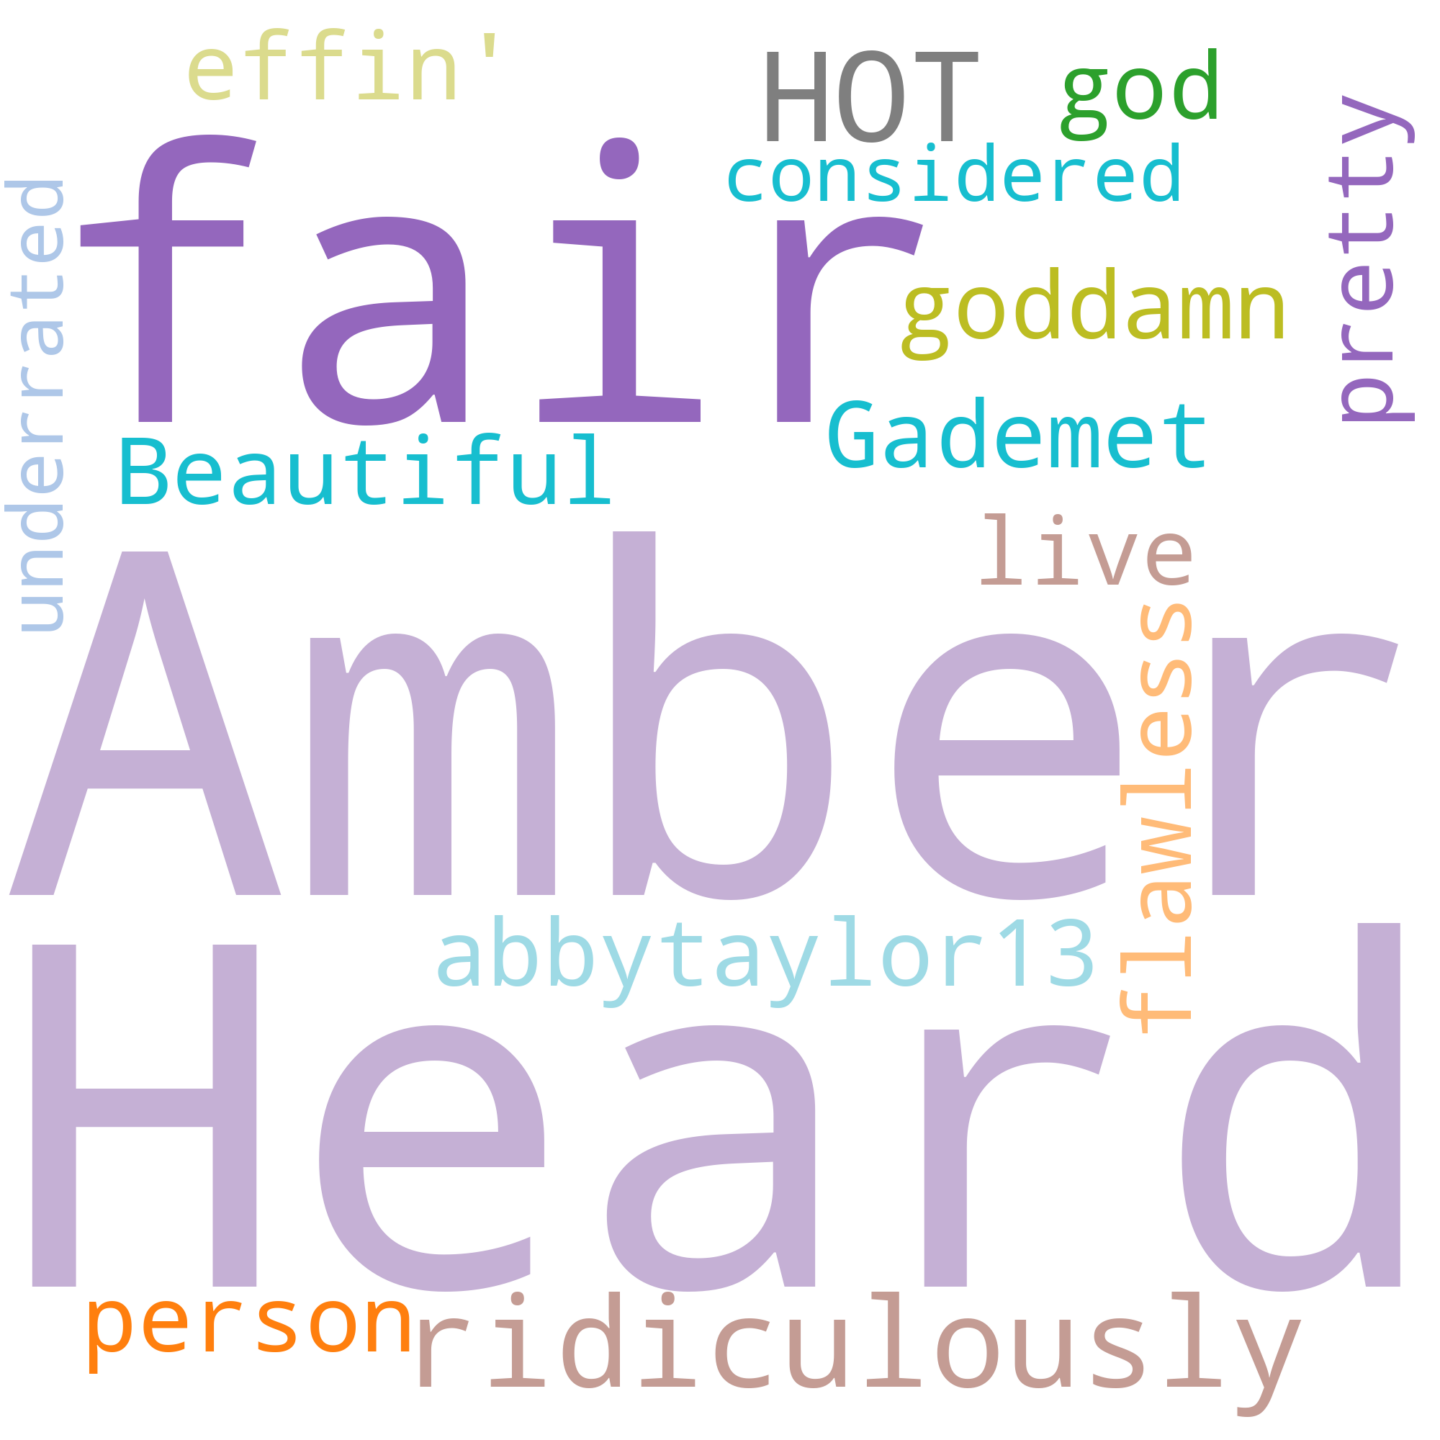 effin'
HOT
god
considered
fair
pretty
underrated
goddamn
Gademet
Beautiful
live
Amber
flawless
abbytaylor13
Heard
person
ridiculously